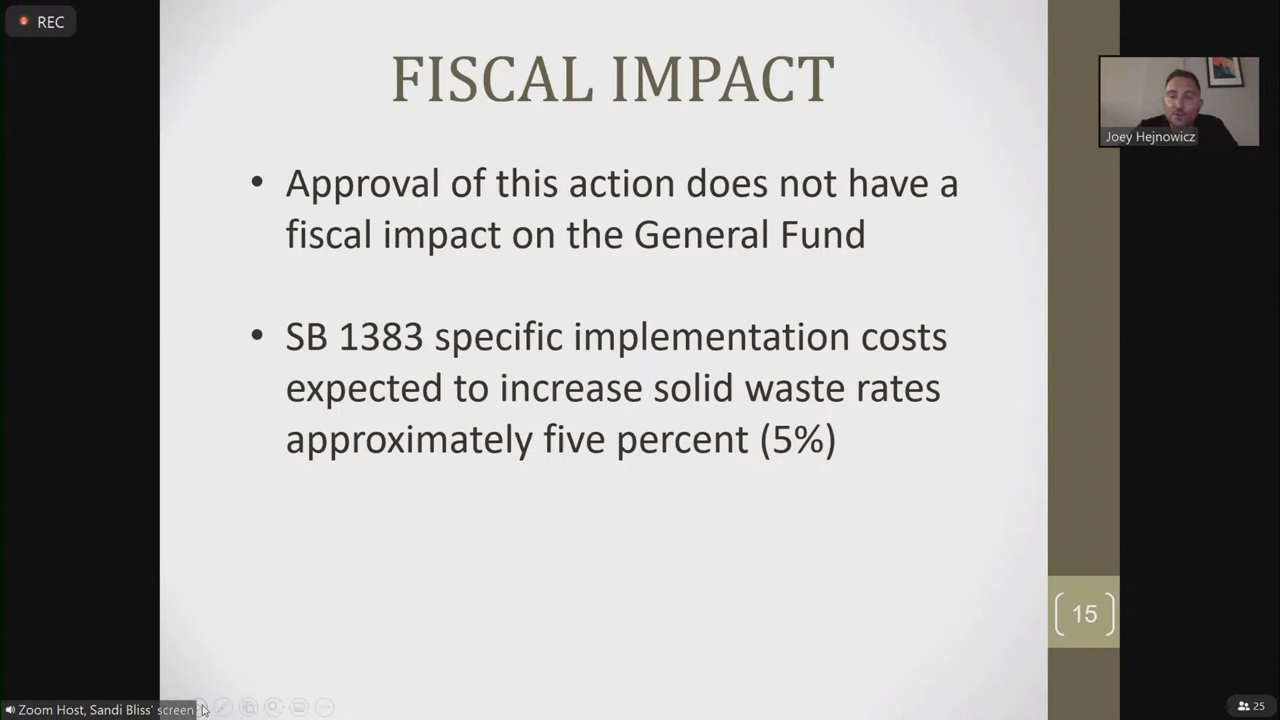 REC
FISCAL IMPACT
Joey Hejnowicz
• Approval of this action does not have a
fiscal impact on the General Fund
• SB 1383 specific implementation costs
expected to increase solid waste rates
approximately five percent (5%)
15
Zoom Host, Sandi Bliss' screen
25